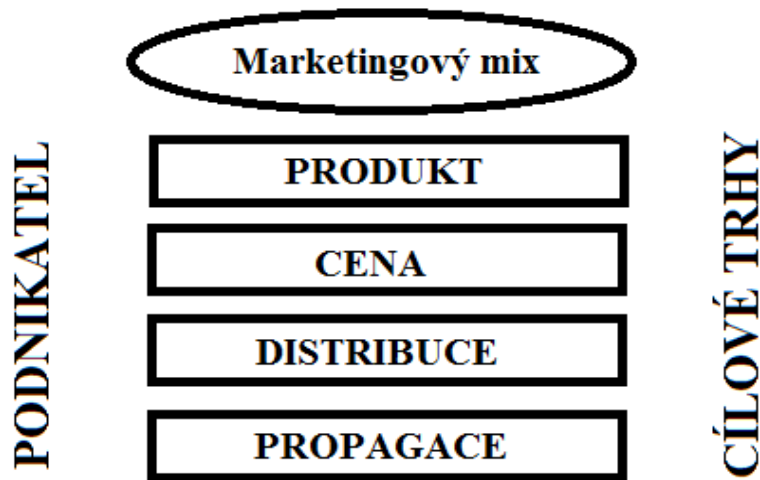 Marketingový mix
PODNIKATEL
PRODUKT
CENA
DISTRIBUCE
PROPAGACE
CÍLOVÉ TRHY